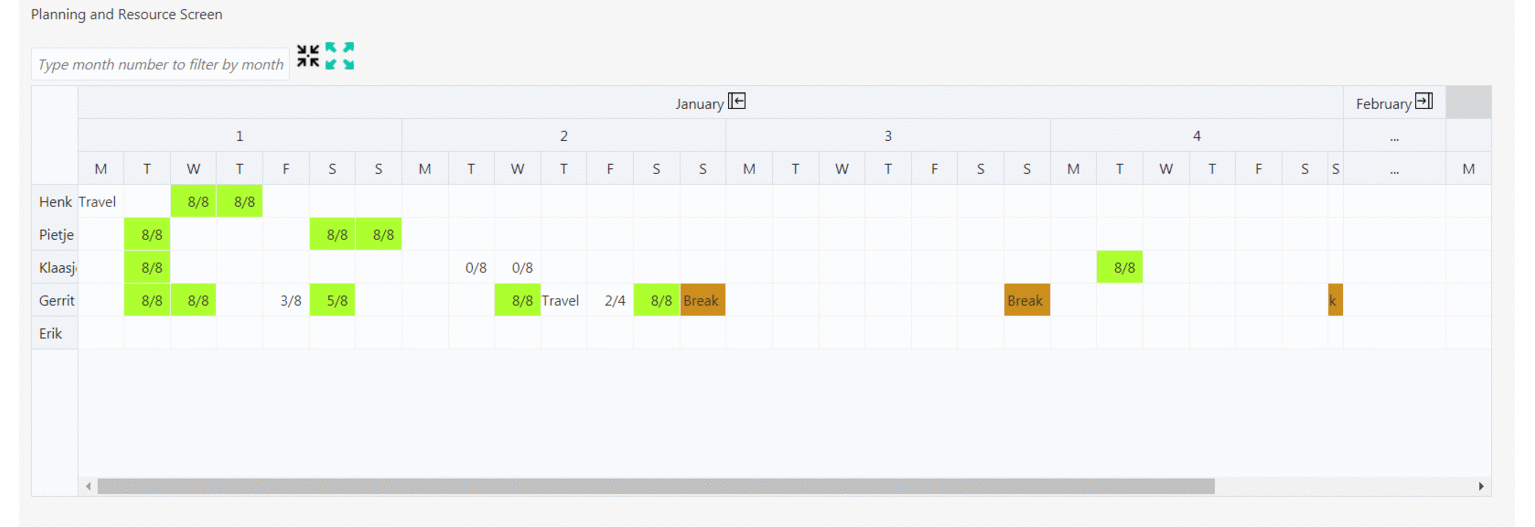 Planning and Resource Screen
Type month number to filter by month
January February
1 2 3 4 ...
M T W T F S S M T W T F S S M T W T F S S M T W T F S S ... M
Henk Travel 8/8 8/8
Pietje 8/8 8/8 8/8
Klaasj 8/8 0/8 0/8 8/8
Gerrit 8/8 8/8 3/8 5/8 8/8 Travel 2/4 8/8 Break Break k
Erik